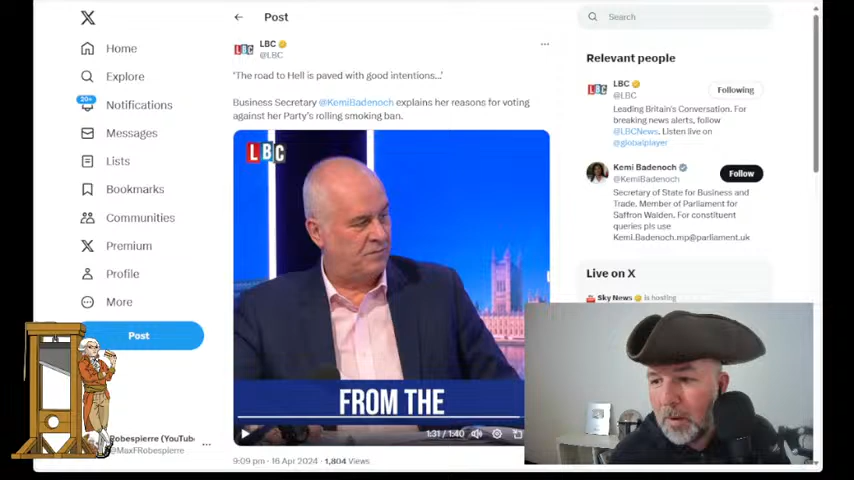 Post
Search
Home
Explore
20+
Notifications
Messages
Lists
Bookmarks
Communities
Premium
Profile
More
Post
Robespierre (YouTub
@MaxFRobespierre
LBC
@LBC
'The road to Hell is paved with good intentions...'
Business Secretary @KemiBadenoch explains her reasons for voting
against her Party's rolling smoking ban.
LBC
FROM THE
1:31 / 1:40
9:09 pm · 16 Apr 2024 · 1,804 Views
Relevant people
LBC
@LBC
Following
Leading Britain's Conversation. For
breaking news alerts, follow
@LBCNews. Listen live on
@globalplayer
Kemi Badenoch
@KemiBadenoch
Follow
Secretary of State for Business and
Trade. Member of Parliament for
Saffron Walden. For constituent
queries pls use
Kemi.Badenoch.mp@parliament.uk
Live on X
Sky News is hosting